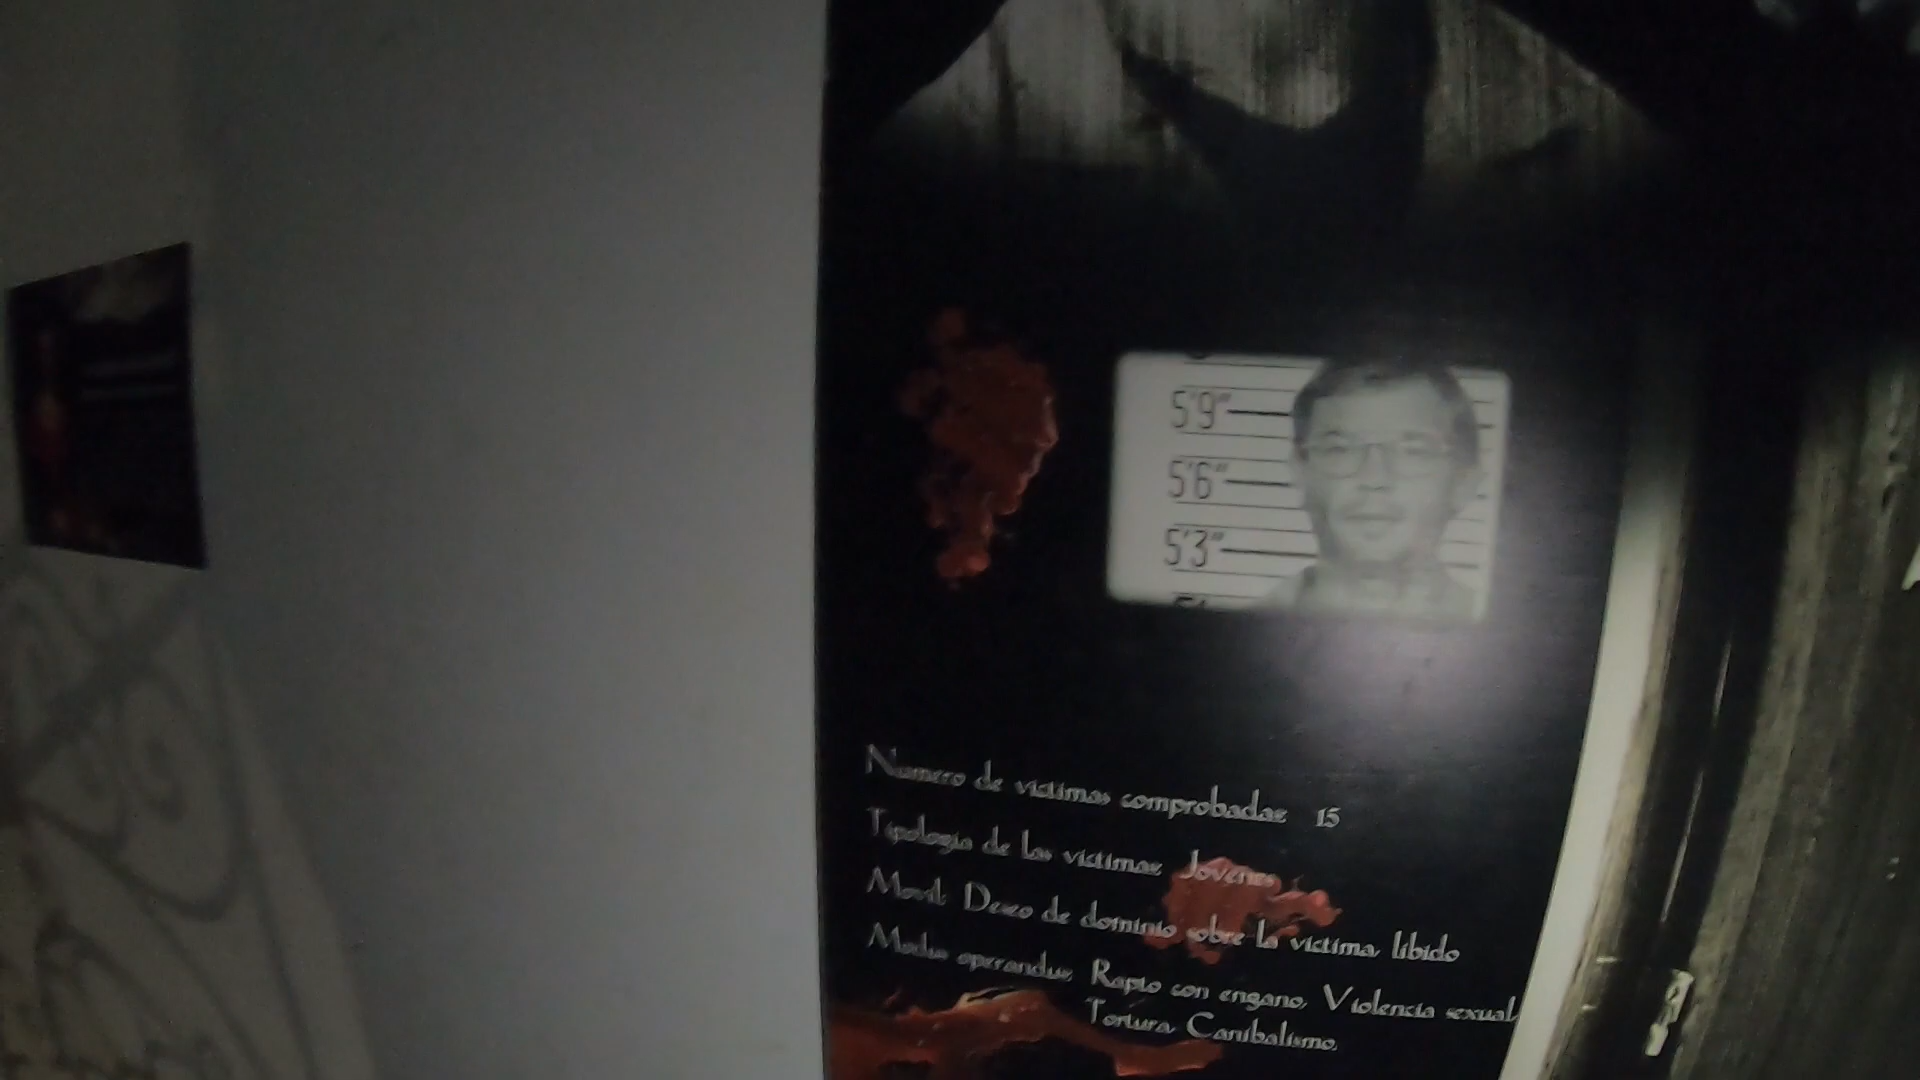 5'9"
5'6"
5'3"
Numero de victimas comprobadas: 15
Tipologia de las victimas: Jovenes
Movil: Deseo de dominio sobre la victima, libido
Modus operandus: Rapto con engano, Violencia sexual,
Tortura. Canibalismo.